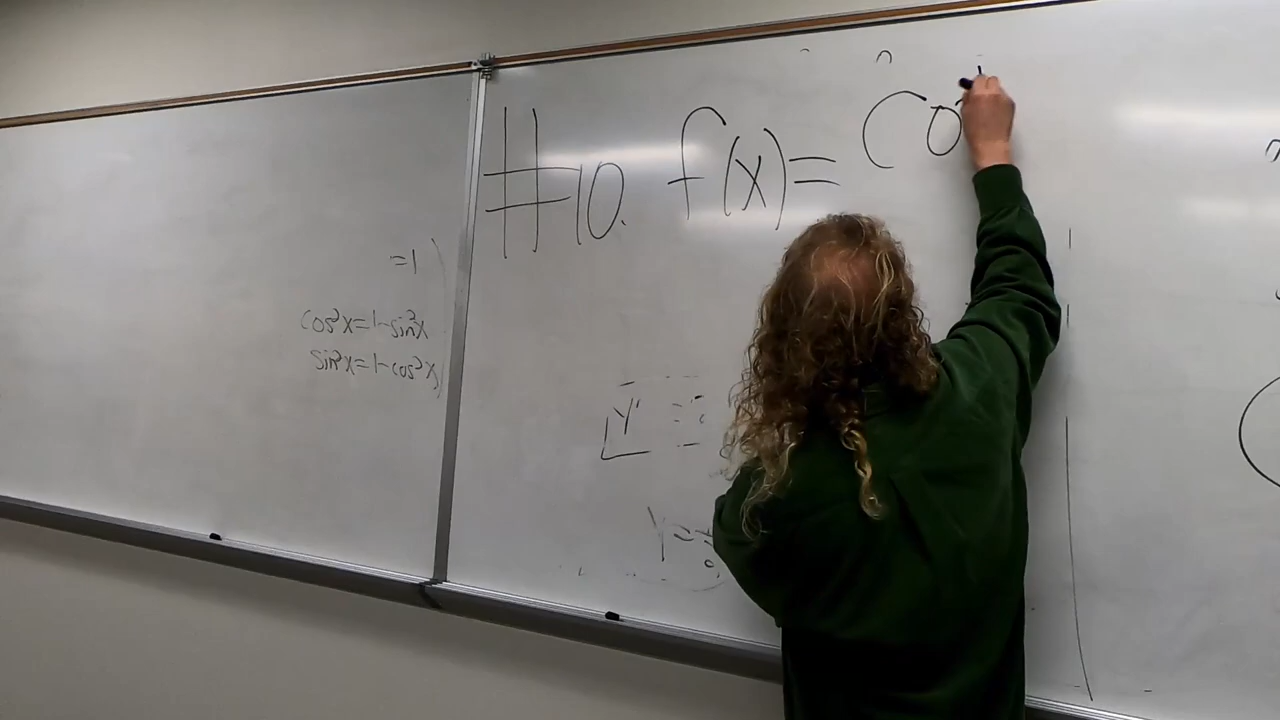 =1
cos²x=1-sin²x
sin²x=1-cos²x
#10. f(x)= Co
y'